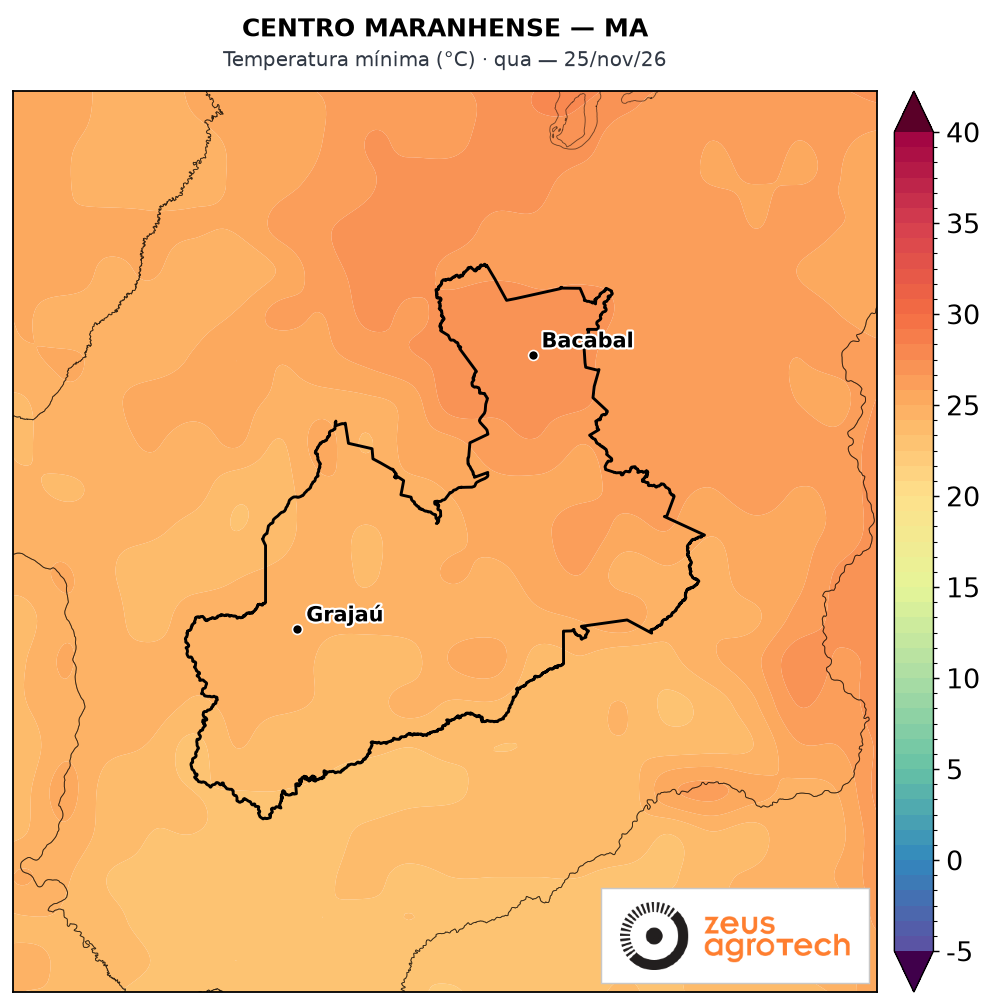 CENTRO MARANHENSE — MA
Temperatura mínima (°C) · qua — 25/nov/26
Bacabal
Grajaú
40
35
30
25
20
15
10
5
0
-5
zeus
agrotech